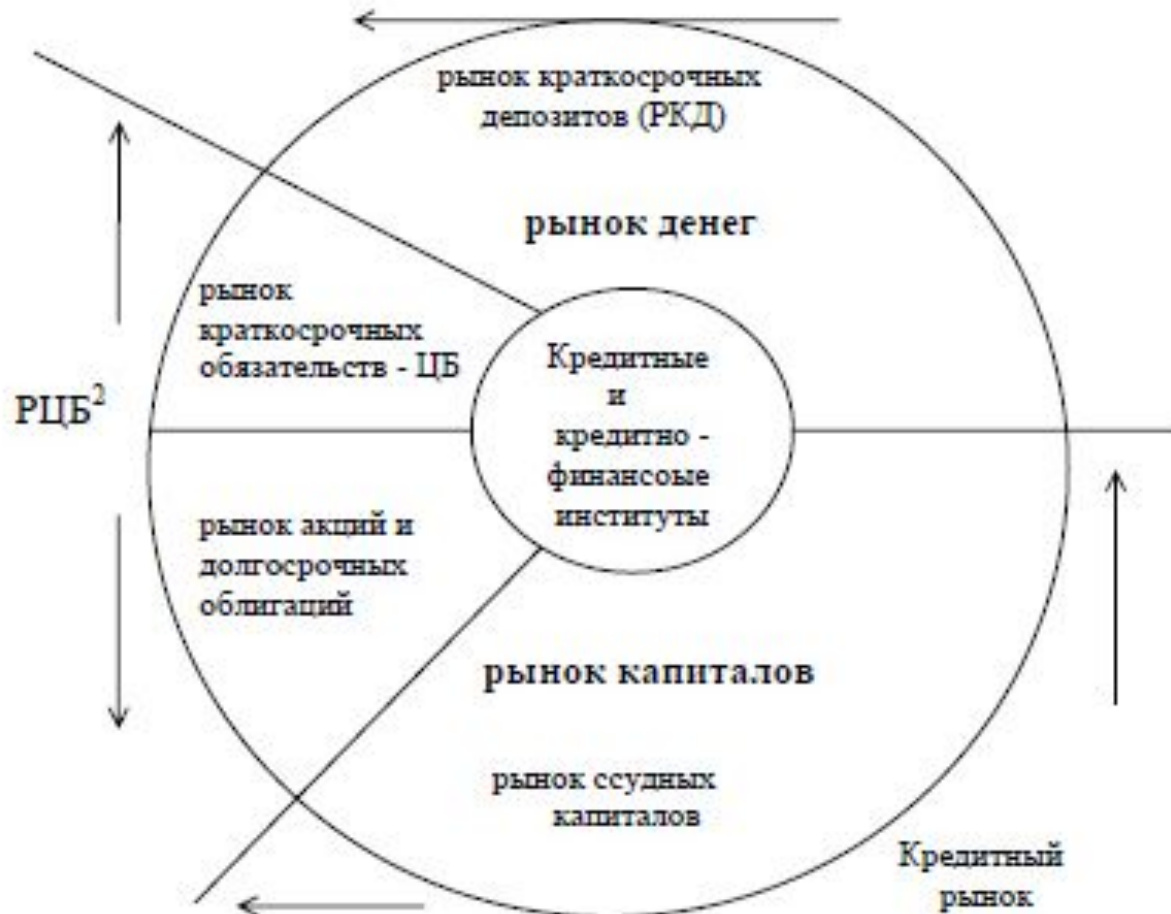 рынок краткосрочных
депозитов (РКД)
рынок денег
рынок
краткосрочных
обязательств - ЦБ
РЦБ²
Кредитные
и
кредитно -
финансоые
институты
рынок акций и
долгосрочных
облигаций
рынок капиталов
рынок ссудных
капиталов
Кредитный
рынок